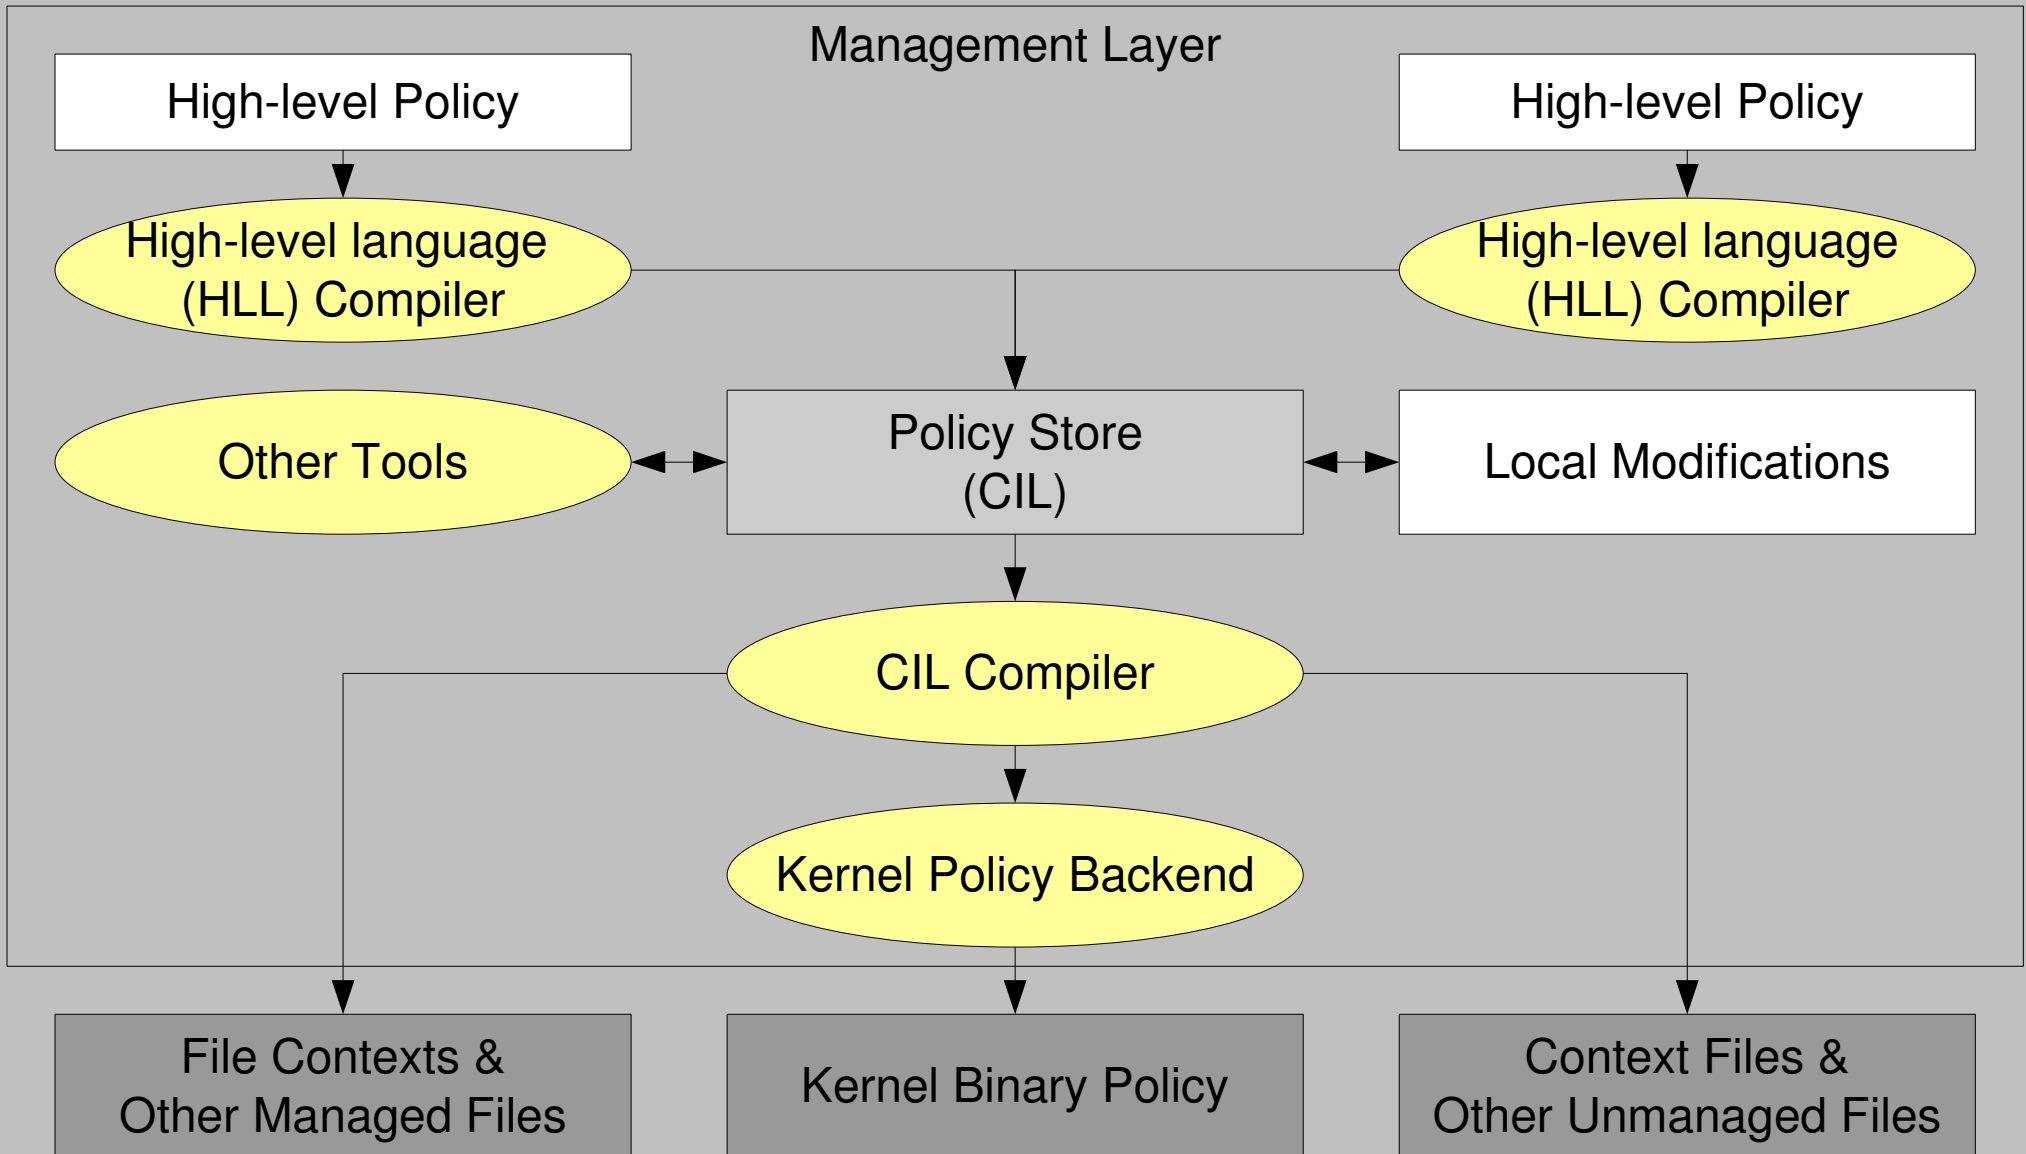 Management Layer
High-level Policy
High-level Policy
High-level language
(HLL) Compiler
High-level language
(HLL) Compiler
Other Tools
Policy Store
(CIL)
Local Modifications
CIL Compiler
Kernel Policy Backend
File Contexts &
Other Managed Files
Kernel Binary Policy
Context Files &
Other Unmanaged Files